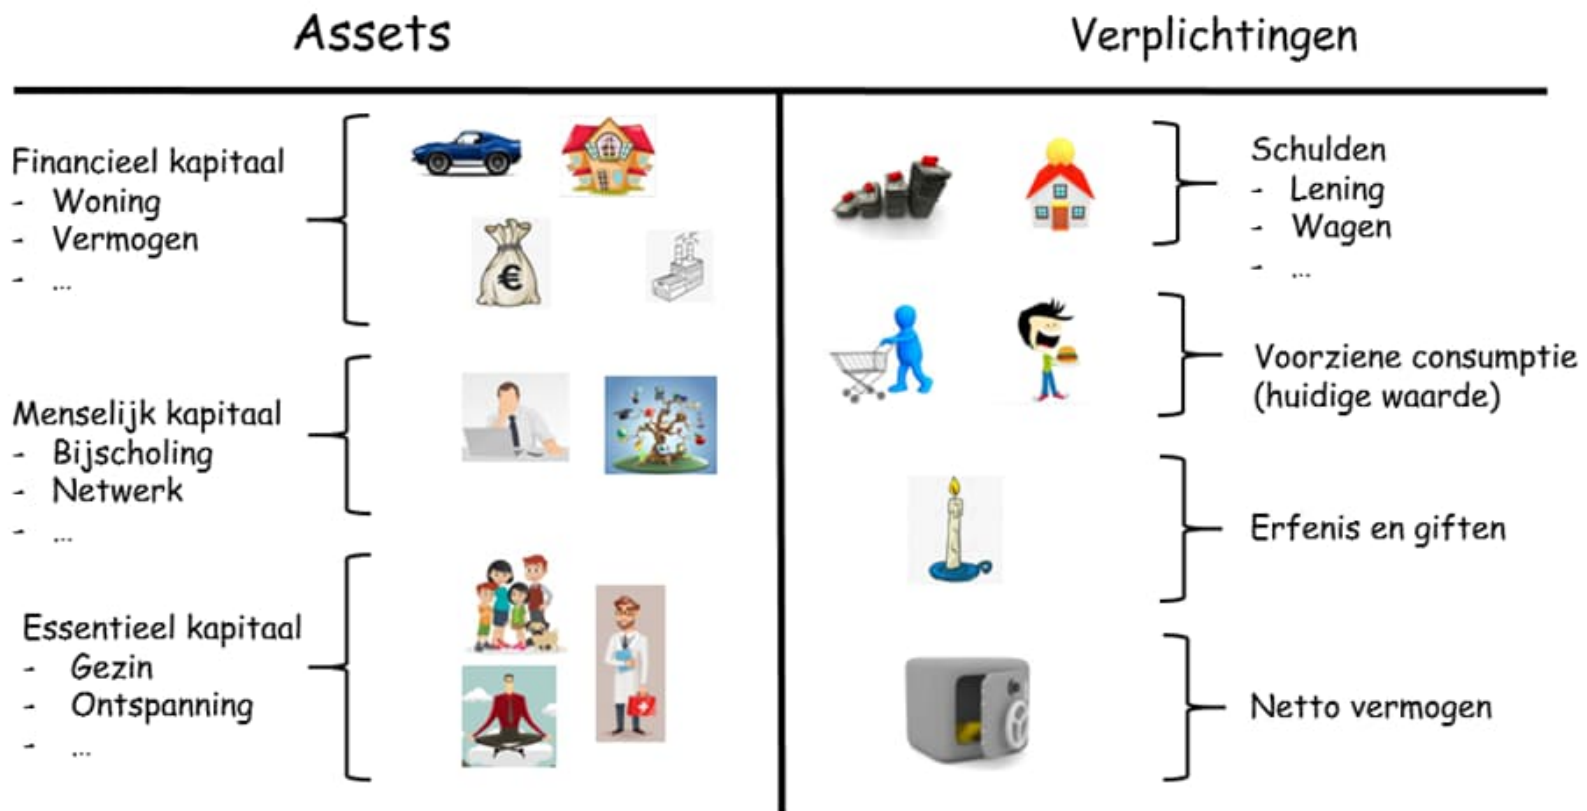 Assets
Verplichtingen
Financieel kapitaal
- Woning
- Vermogen
- ...
€
Menselijk kapitaal
- Bijscholing
- Netwerk
- ...
Essentieel kapitaal
- Gezin
- Ontspanning
- ...
Schulden
- Lening
- Wagen
- ...
Voorziene consumptie
(huidige waarde)
Erfenis en giften
Netto vermogen